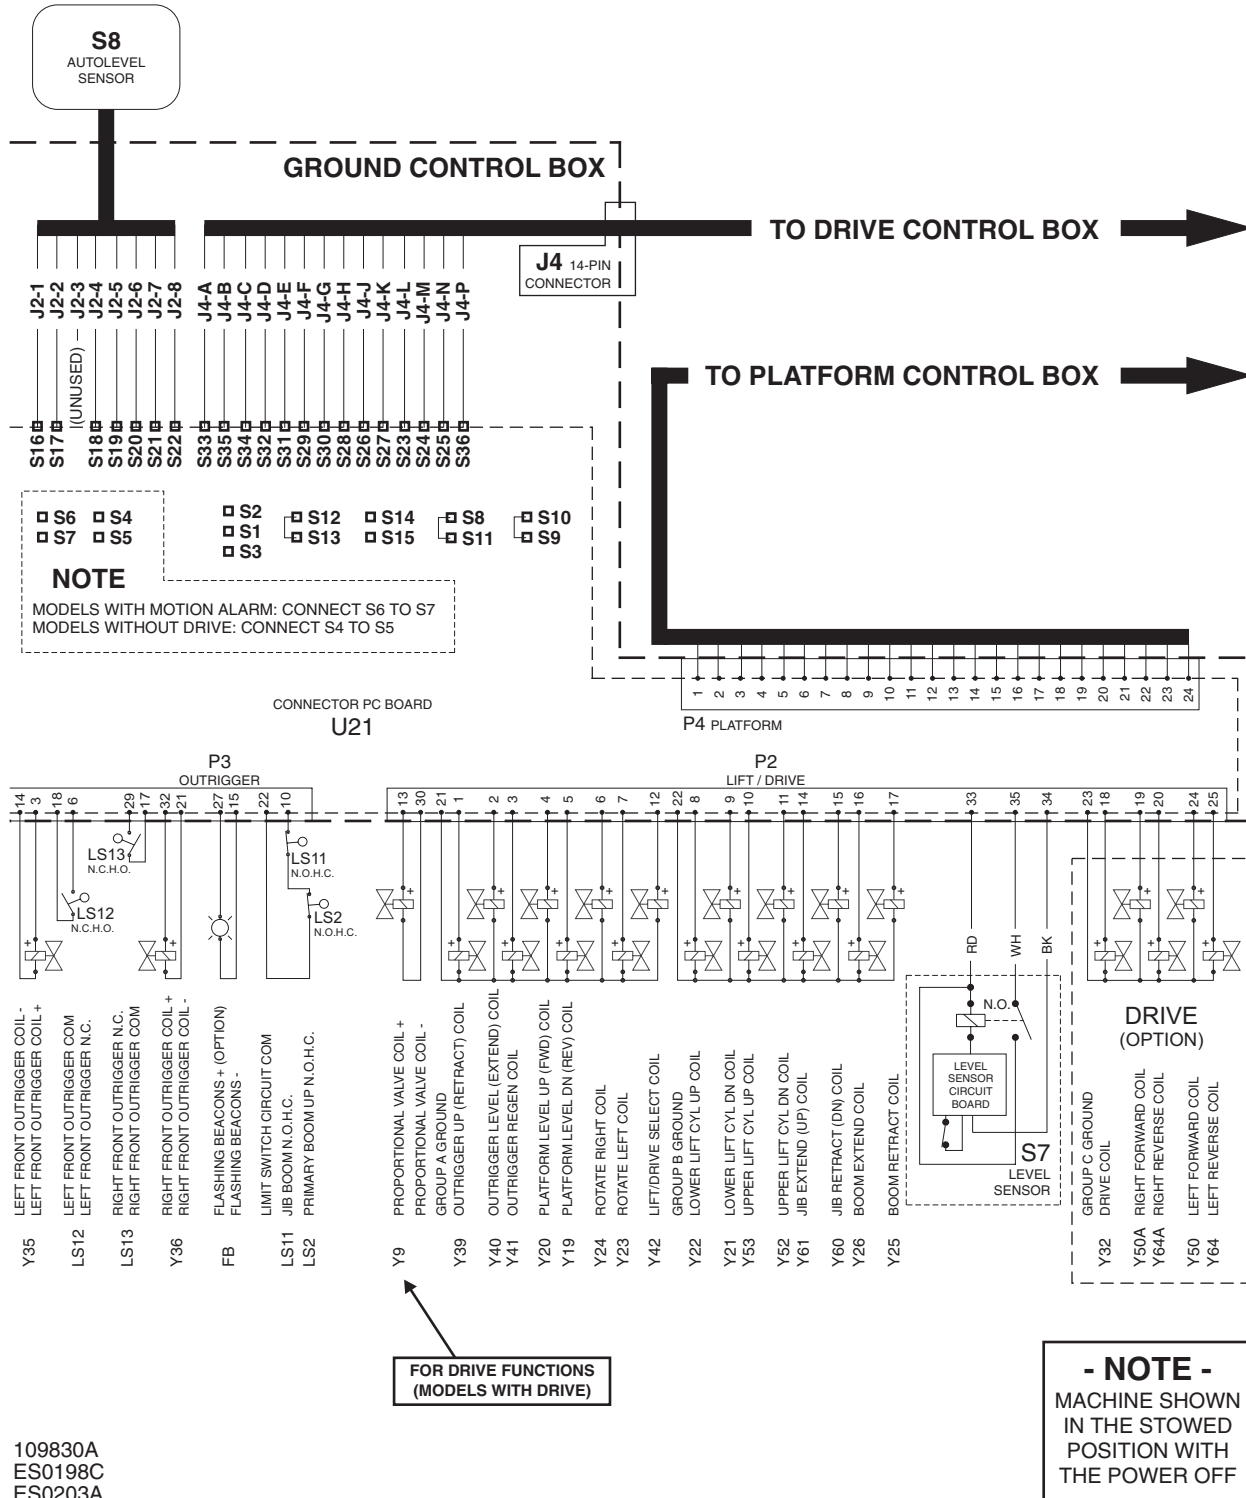 S8
AUTOLEVEL
SENSOR
GROUND CONTROL BOX
TO DRIVE CONTROL BOX
J4 14-PIN
CONNECTOR
J2-1
J2-2
J2-3
J2-4
J2-5
J2-6
J2-7
J2-8
J4-A
J4-B
J4-C
J4-D
J4-E
J4-F
J4-G
J4-H
J4-J
J4-K
J4-L
J4-M
J4-N
J4-P
(UNUSED)
TO PLATFORM CONTROL BOX
S16
S17
S18
S19
S20
S21
S22
S33
S35
S34
S32
S31
S29
S30
S28
S26
S27
S23
S24
S25
S36
S6 S4
S7 S5
S2
S1
S3
S12
S13
S14
S15
S8
S11
S10
S9
NOTE
MODELS WITH MOTION ALARM: CONNECT S6 TO S7
MODELS WITHOUT DRIVE: CONNECT S4 TO S5
1 2 3 4 5 6 7 8 9 10 11 12 13 14 15 16 17 18 19 20 21 22 23 24
P4 PLATFORM
CONNECTOR PC BOARD
U21
P3
OUTRIGGER
P2
LIFT / DRIVE
14 3 18 6 29 17 32 21 27 15 22 10
13 30 21 1 2 3 4 5 6 7 12 22 8 9 10 11 14 15 16 17 33 35 34 23 18 19 20 24 25
LS13
N.C.H.O.
LS12
N.C.H.O.
LS11
N.O.H.C.
LS2
N.O.H.C.
RD
WH
BK
N.O.
LEVEL
SENSOR
CIRCUIT
BOARD
S7
LEVEL
SENSOR
DRIVE
(OPTION)
LEFT FRONT OUTRIGGER COIL -
LEFT FRONT OUTRIGGER COIL +
LEFT FRONT OUTRIGGER COM
LEFT FRONT OUTRIGGER N.C.
RIGHT FRONT OUTRIGGER N.C.
RIGHT FRONT OUTRIGGER COM
RIGHT FRONT OUTRIGGER COIL +
RIGHT FRONT OUTRIGGER COIL -
FLASHING BEACONS + (OPTION)
FLASHING BEACONS -
LIMIT SWITCH CIRCUIT COM
JIB BOOM N.O.H.C.
PRIMARY BOOM UP N.O.H.C.
PROPORTIONAL VALVE COIL +
PROPORTIONAL VALVE COIL -
GROUP A GROUND
OUTRIGGER UP (RETRACT) COIL
OUTRIGGER LEVEL (EXTEND) COIL
OUTRIGGER REGEN COIL
PLATFORM LEVEL UP (FWD) COIL
PLATFORM LEVEL DN (REV) COIL
ROTATE RIGHT COIL
ROTATE LEFT COIL
LIFT/DRIVE SELECT COIL
GROUP B GROUND
LOWER LIFT CYL UP COIL
LOWER LIFT CYL DN COIL
UPPER LIFT CYL UP COIL
UPPER LIFT CYL DN COIL
JIB EXTEND (UP) COIL
JIB RETRACT (DN) COIL
BOOM EXTEND COIL
BOOM RETRACT COIL
GROUP C GROUND
DRIVE COIL
RIGHT FORWARD COIL
RIGHT REVERSE COIL
LEFT FORWARD COIL
LEFT REVERSE COIL
Y35
LS12
LS13
Y36
FB
LS11
LS2
Y9
Y39
Y40
Y41
Y20
Y19
Y24
Y23
Y42
Y22
Y21
Y53
Y52
Y61
Y60
Y26
Y25
Y32
Y50A
Y64A
Y50
Y64
FOR DRIVE FUNCTIONS
(MODELS WITH DRIVE)
- NOTE -
MACHINE SHOWN
IN THE STOWED
POSITION WITH
THE POWER OFF
109830A
ES0198C
ES0203A